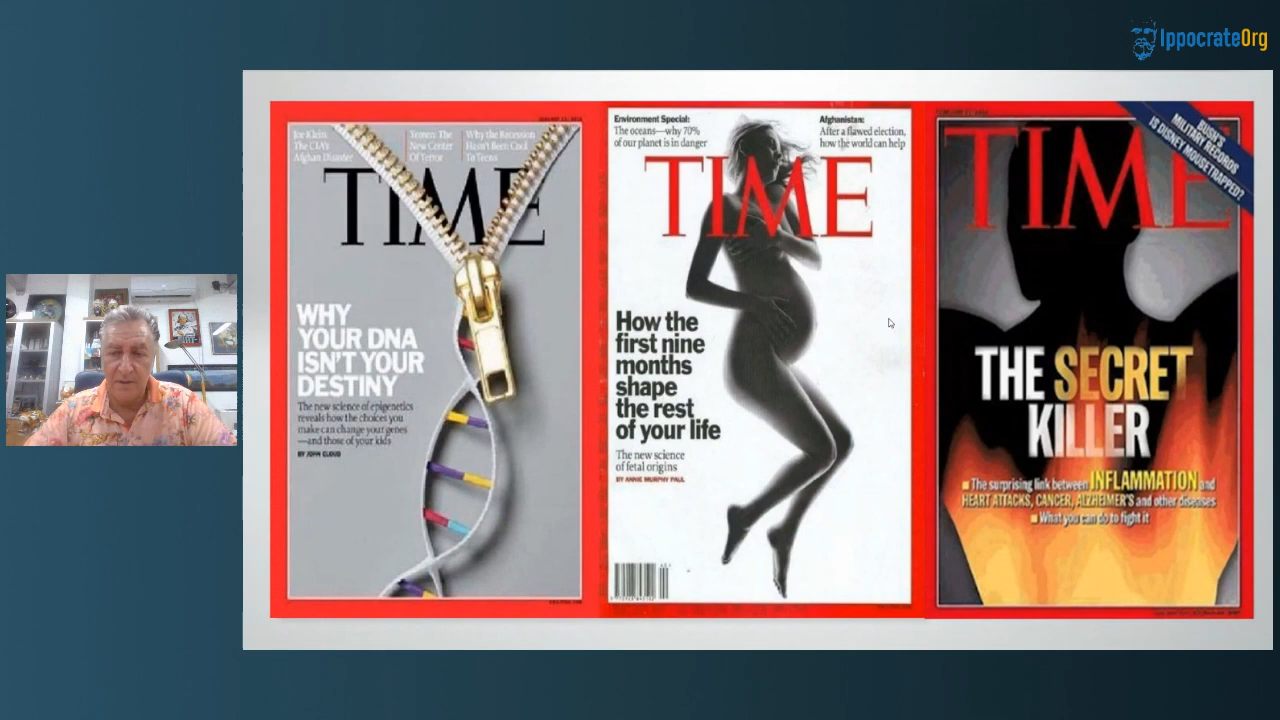 IppocrateOrg
Joe Klein
The CIA's
Afghan Disaster
Yemen: The
New Center
Of Terror
Why the Recession
Hasn't Been Cool
To Teens
TIME
WHY
YOUR DNA
ISN'T YOUR
DESTINY
The new science of epigenetics
reveals how the choices you
make can change your genes
—and those of your kids
BY JOHN CLOUD
Environment Special:
The oceans—why 70%
of our planet is in danger
Afghanistan:
After a flawed election,
how the world can help
TIME
How the
first nine
months
shape
the rest
of your life
The new science
of fetal origins
BY ANNIE MURPHY PAUL
BUSH'S
MILITARY RECORDS
IS DISNEY MOUSETRAPPED?
TIME
THE SECRET
KILLER
The surprising link between INFLAMMATION and
HEART ATTACKS, CANCER, ALZHEIMER'S and other diseases
What you can do to fight it